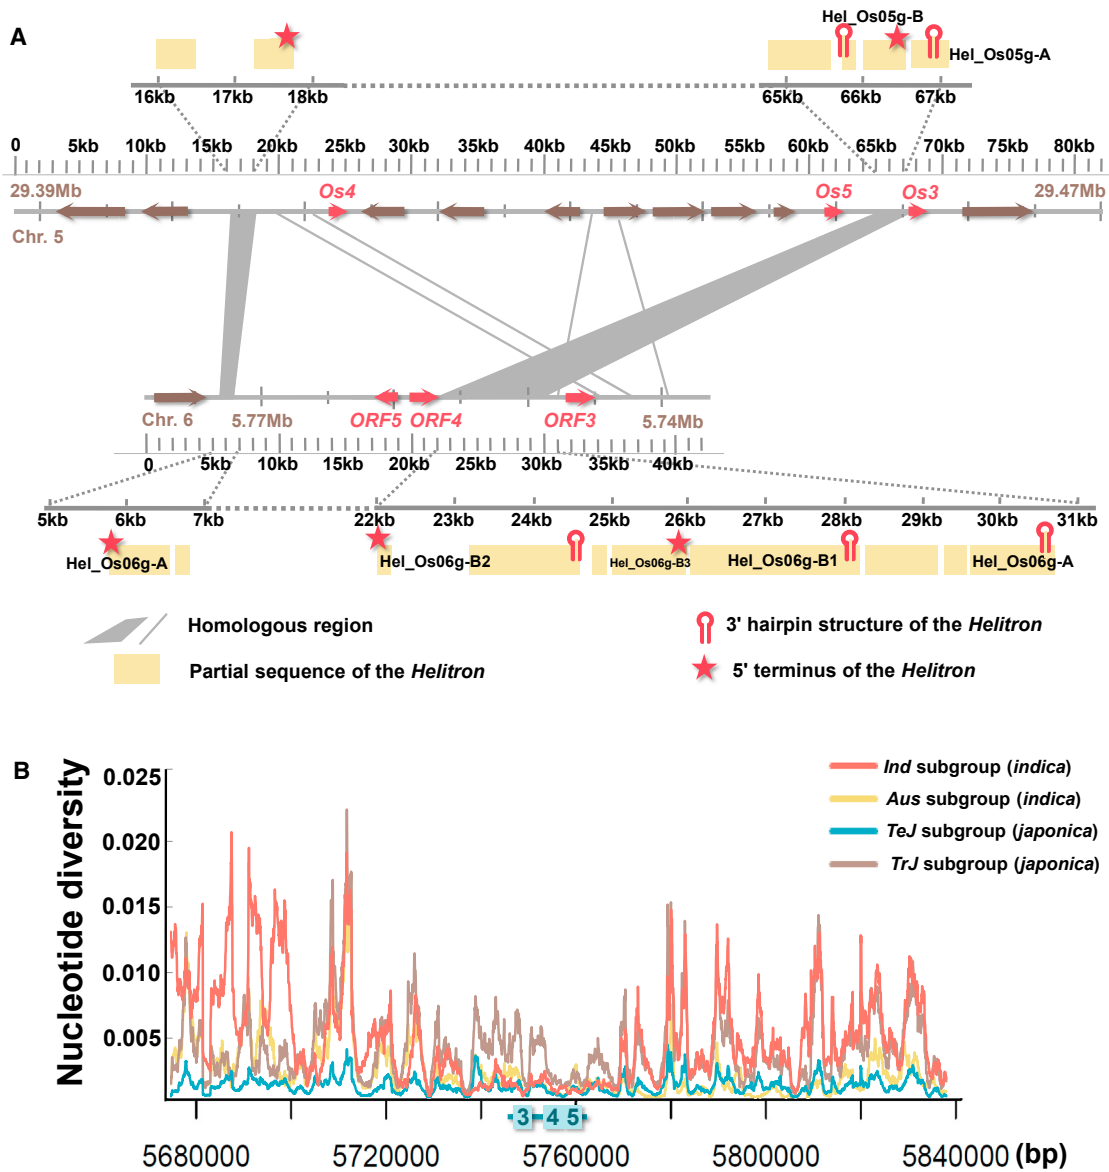 A
Hel_Os05g-B
Hel_Os05g-A
16kb 17kb 18kb 65kb 66kb 67kb
0 5kb 10kb 15kb 20kb 25kb 30kb 35kb 40kb 45kb 50kb 55kb 60kb 65kb 70kb 75kb 80kb
29.39Mb Os4 Os5 Os3 29.47Mb
Chr. 5
Chr. 6 5.77Mb ORF5 ORF4 ORF3 5.74Mb
0 5kb 10kb 15kb 20kb 25kb 30kb 35kb 40kb
5kb 6kb 7kb 22kb 23kb 24kb 25kb 26kb 27kb 28kb 29kb 30kb 31kb
Hel_Os06g-A Hel_Os06g-B2 Hel_Os06g-B3 Hel_Os06g-B1 Hel_Os06g-A
Homologous region
3' hairpin structure of the Helitron
Partial sequence of the Helitron
5' terminus of the Helitron
B
Nucleotide diversity
0.025
0.020
0.015
0.010
0.005
Ind subgroup (indica)
Aus subgroup (indica)
TeJ subgroup (japonica)
TrJ subgroup (japonica)
3 4 5
5680000 5720000 5760000 5800000 5840000 (bp)